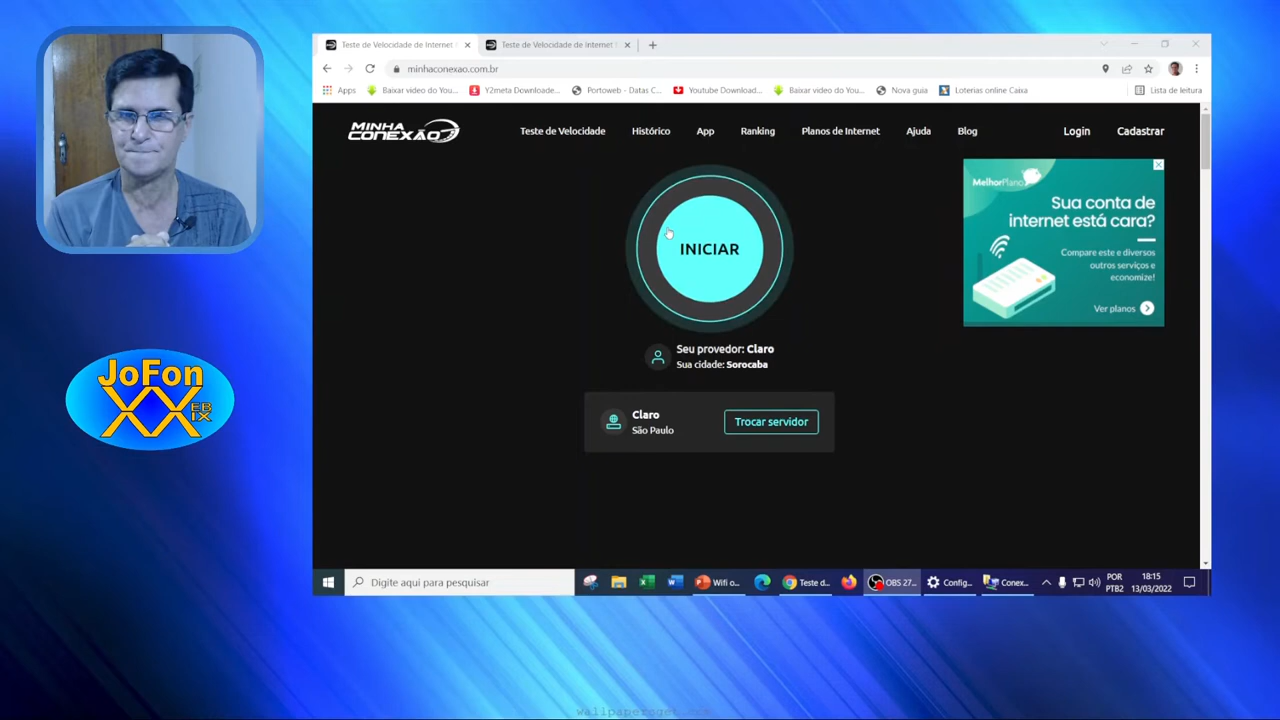 Teste de Velocidade de Internet
Teste de Velocidade de Internet
minhaconexao.com.br
Apps
Baixar video do You...
Y2meta Downloade...
Portoweb - Datas C...
Youtube Download...
Baixar video do You...
Nova guia
Loterias online Caixa
Lista de leitura
MINHA
CONEXÃO
Teste de Velocidade
Histórico
App
Ranking
Planos de Internet
Ajuda
Blog
Login
Cadastrar
INICIAR
MelhorPlano
Sua conta de
internet está cara?
Compare este e diversos
outros serviços e
economize!
Ver planos
Seu provedor: Claro
Sua cidade: Sorocaba
Claro
São Paulo
Trocar servidor
JoFon
XX
EB
IX
Digite aqui para pesquisar
Wifi o...
Teste d...
OBS 27...
Config...
Conex...
POR
PTB2
18:15
13/03/2022